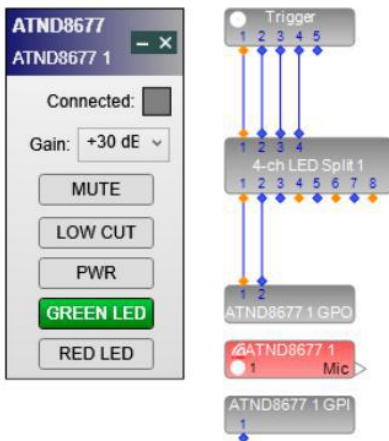 ATND8677
ATND8677 1
Connected:
Gain: +30 dE
MUTE
LOW CUT
PWR
GREEN LED
RED LED
Trigger
1 2 3 4 5
1 2 3 4
4-ch LED Split 1
1 2 3 4 5 6 7 8
1 2
ATND8677 1 GPO
ATND8677 1
1 Mic
ATND8677 1 GPI
1